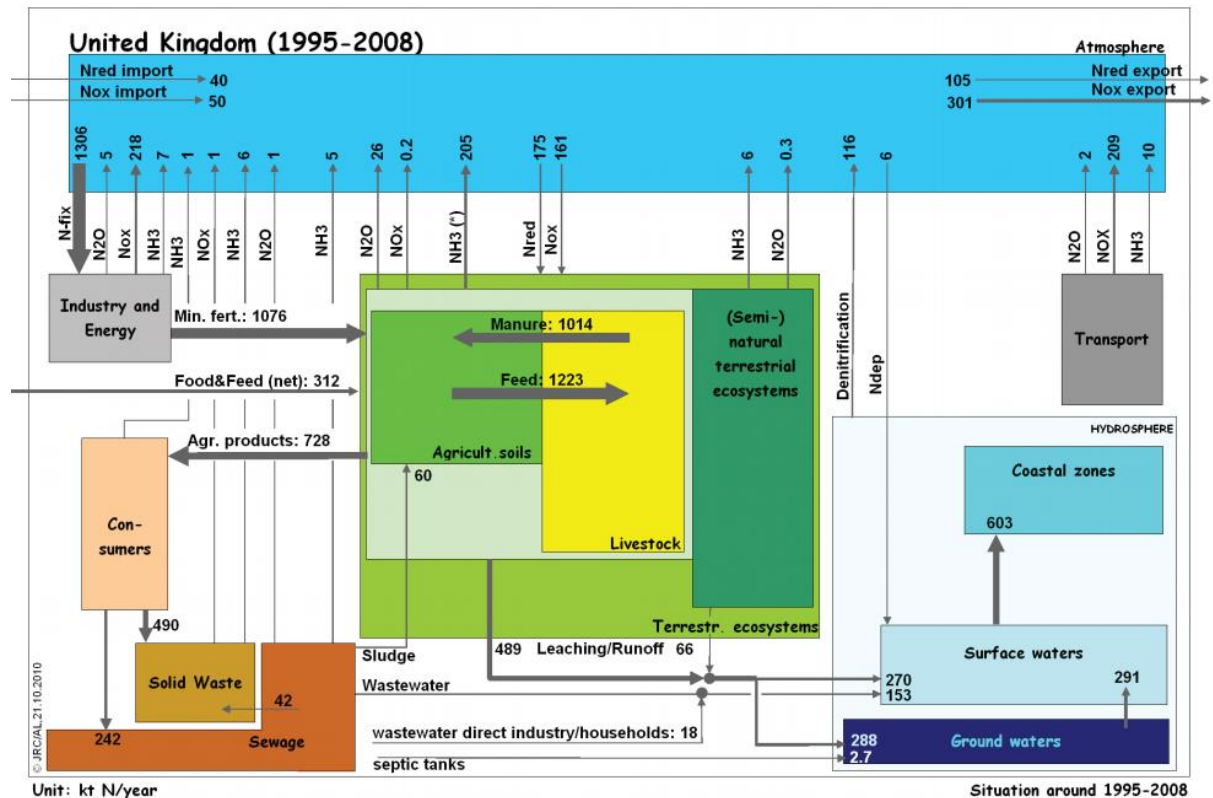 United Kingdom (1995-2008)
Atmosphere
Nred import
40
105
Nred export
Nox import
50
301
Nox export
1306
5
218
7
1
1
6
1
5
26
0.2
205
175
161
6
0.3
116
6
2
209
10
N-fix
N2O
Nox
NH3
NH3
NOx
NH3
N2O
NH3
N2O
NOx
NH3 (*)
Nred
Nox
NH3
N2O
Denitrification
Ndep
N2O
NOX
NH3
Industry and
Energy
Min. fert.: 1076
Manure: 1014
Feed: 1223
(Semi-)
natural
terrestrial
ecosystems
Transport
Food&Feed (net): 312
Agr. products: 728
Agricult.soils
60
Livestock
HYDROSPHERE
Coastal zones
603
Con-
sumers
490
Terrestr. ecosystems
Sludge
489
Leaching/Runoff
66
Surface waters
Solid Waste
42
Wastewater
270
153
291
242
Sewage
wastewater direct industry/households: 18
septic tanks
288
2.7
Ground waters
© JRC/AL,21.10.2010
Unit: kt N/year
Situation around 1995-2008